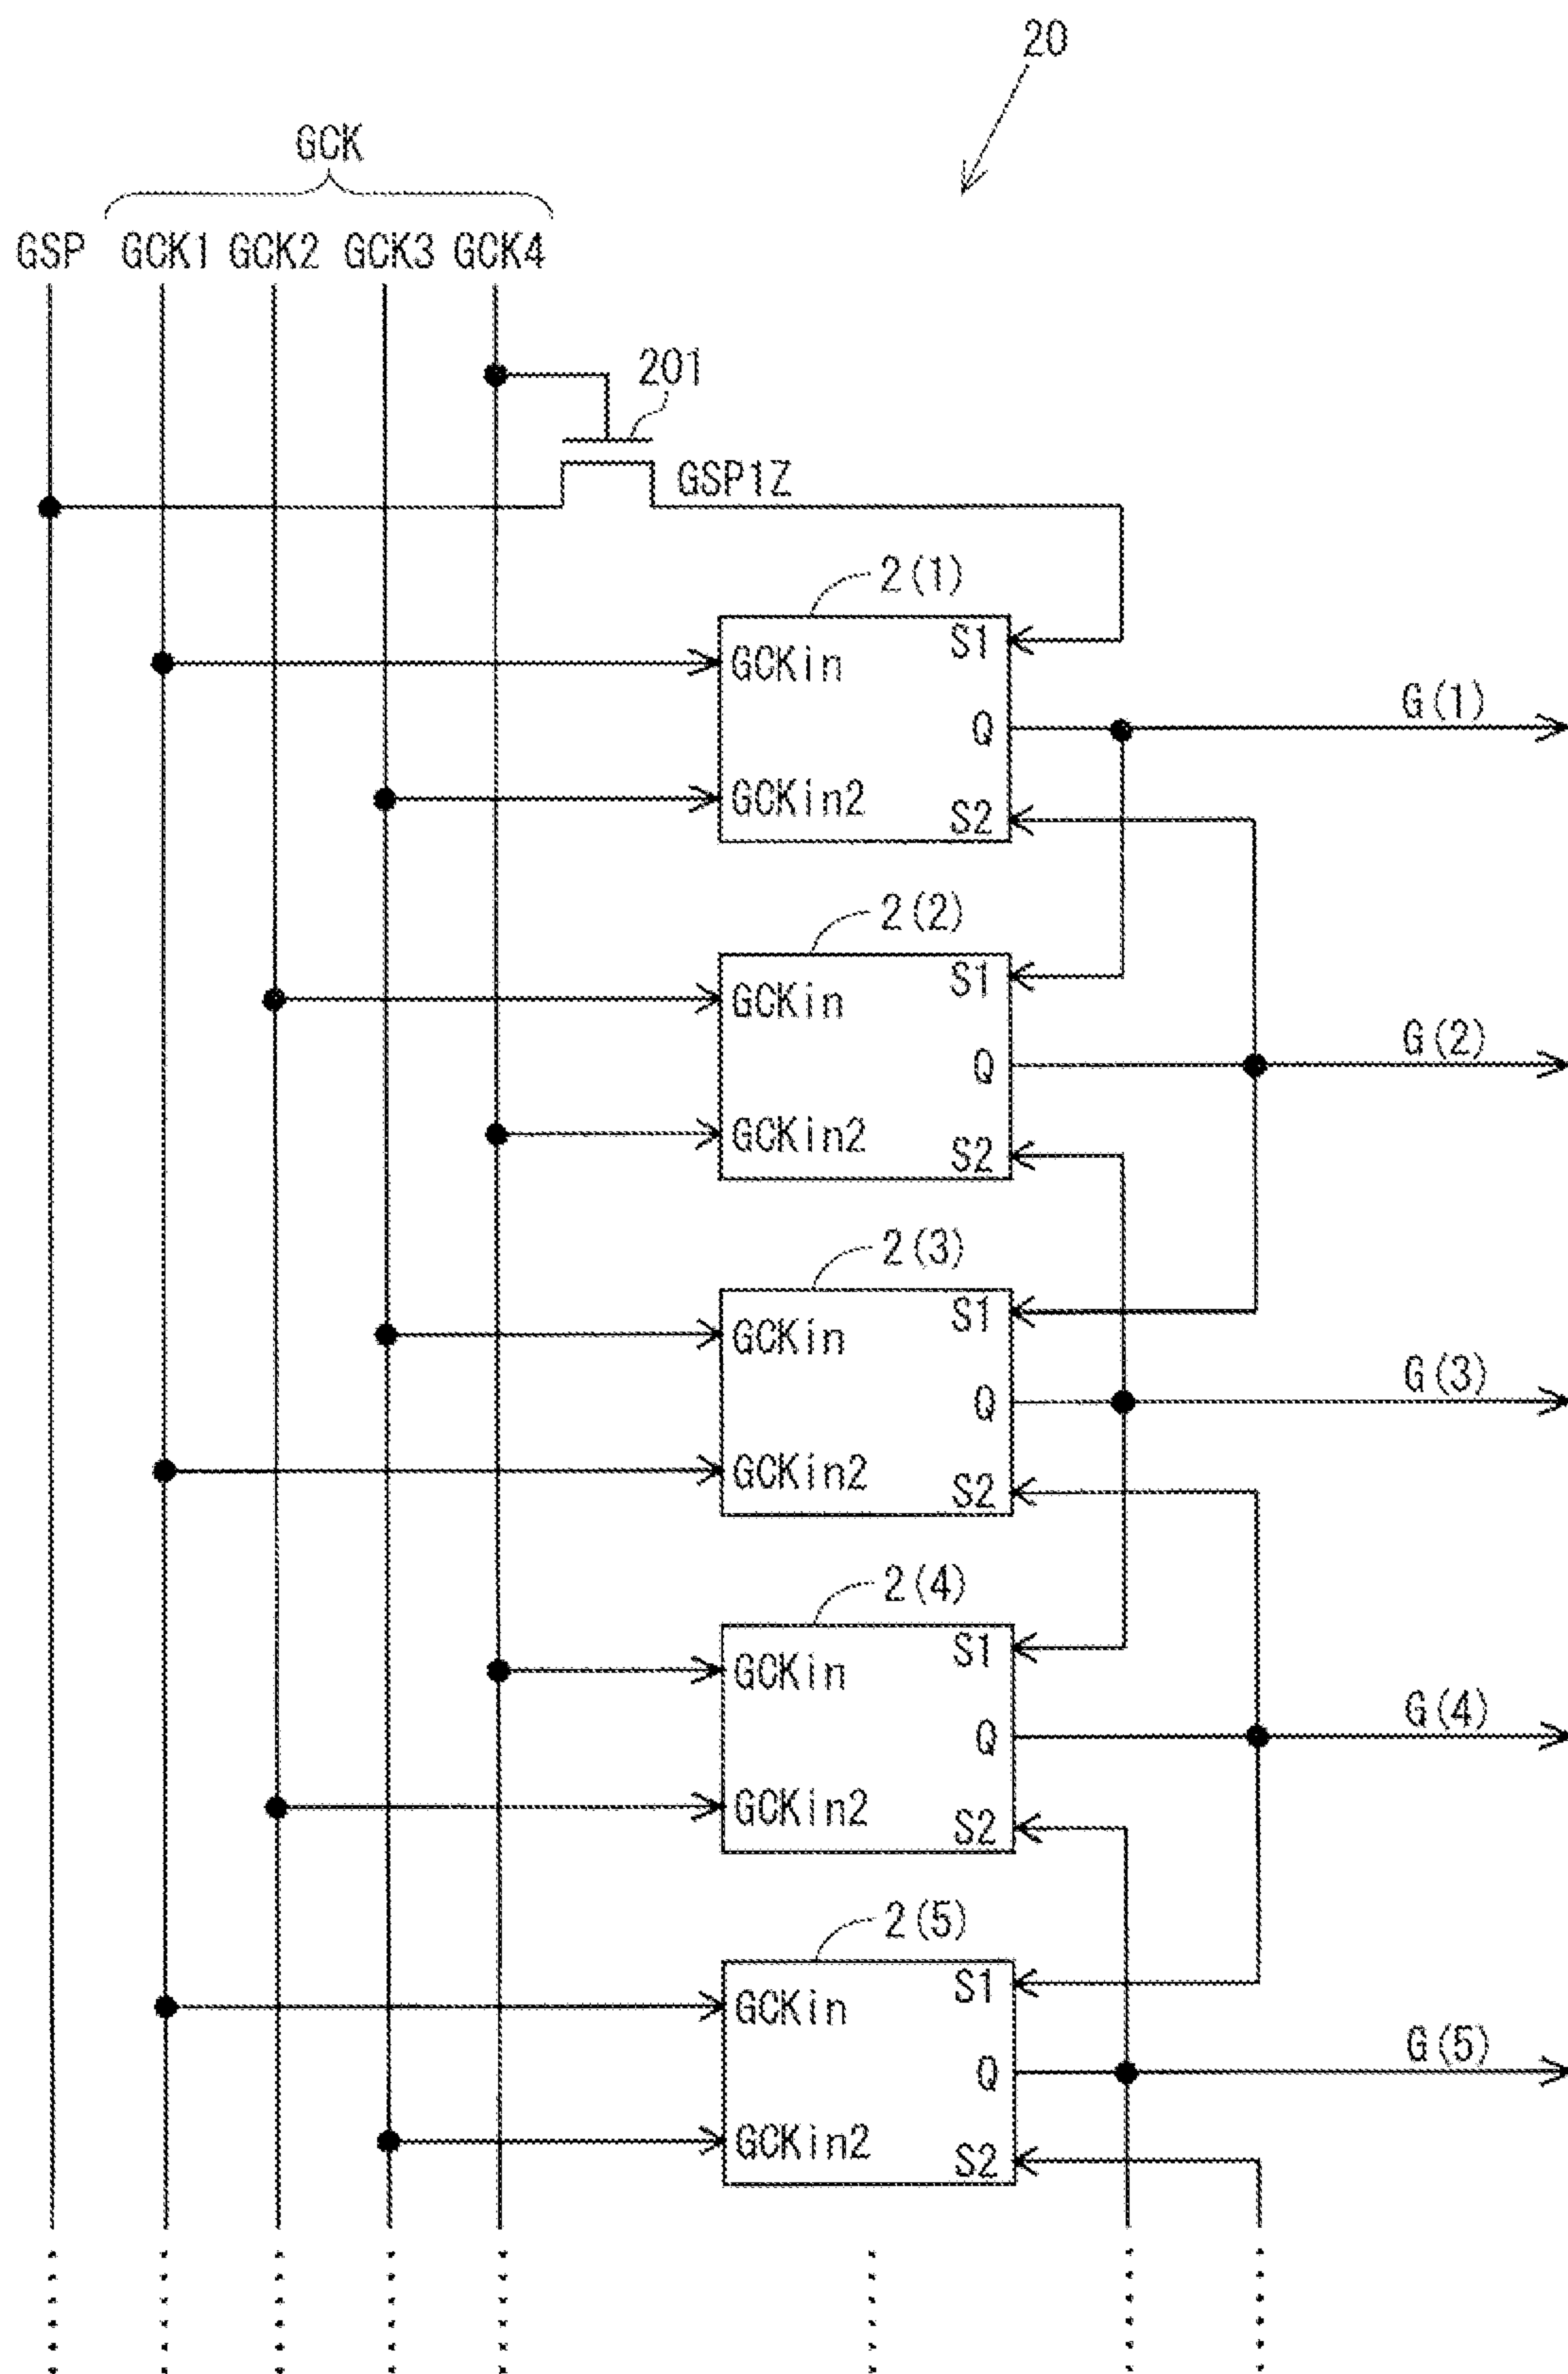 20
GCK
GSP GCK1 GCK2 GCK3 GCK4
201
GSP1Z
2(1)
GCKin S1
Q G(1)
GCKin2 S2
2(2)
GCKin S1
Q G(2)
GCKin2 S2
2(3)
GCKin S1
Q G(3)
GCKin2 S2
2(4)
GCKin S1
Q G(4)
GCKin2 S2
2(5)
GCKin S1
Q G(5)
GCKin2 S2